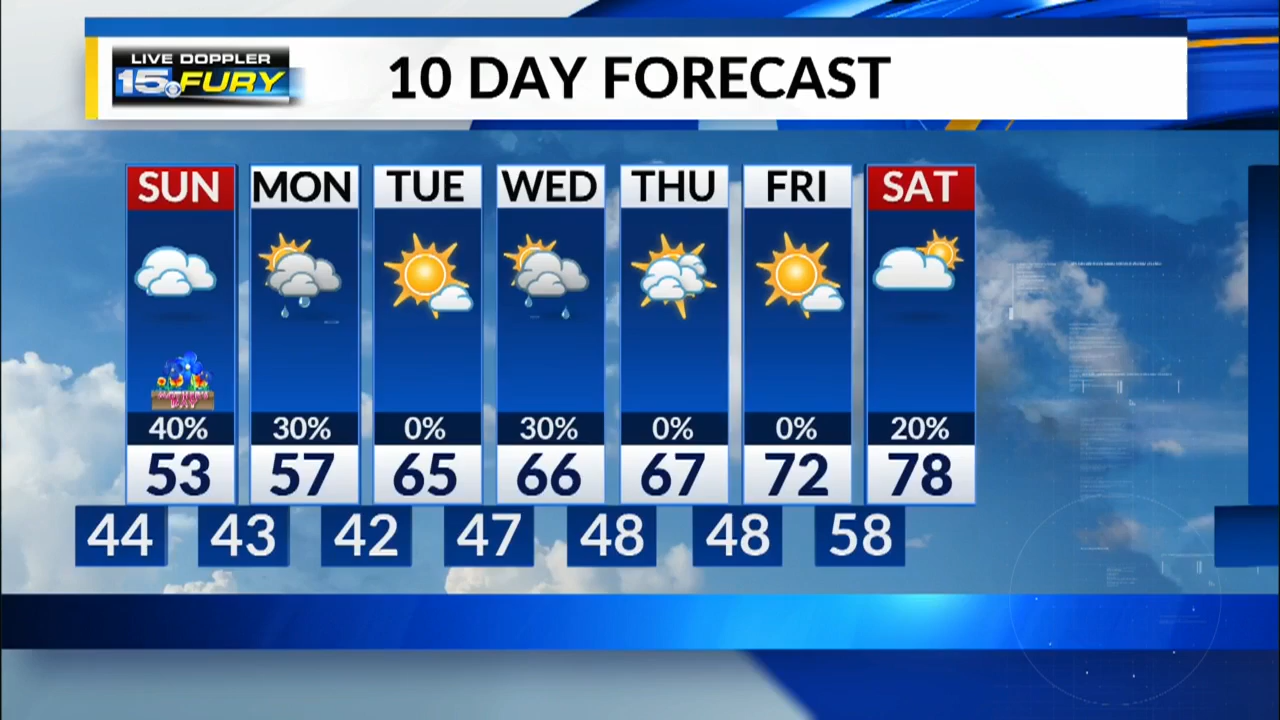 LIVE DOPPLER
15 FURY
10 DAY FORECAST
SUN MON TUE WED THU FRI SAT
40% 30% 0% 30% 0% 0% 20%
53 57 65 66 67 72 78
44 43 42 47 48 48 58